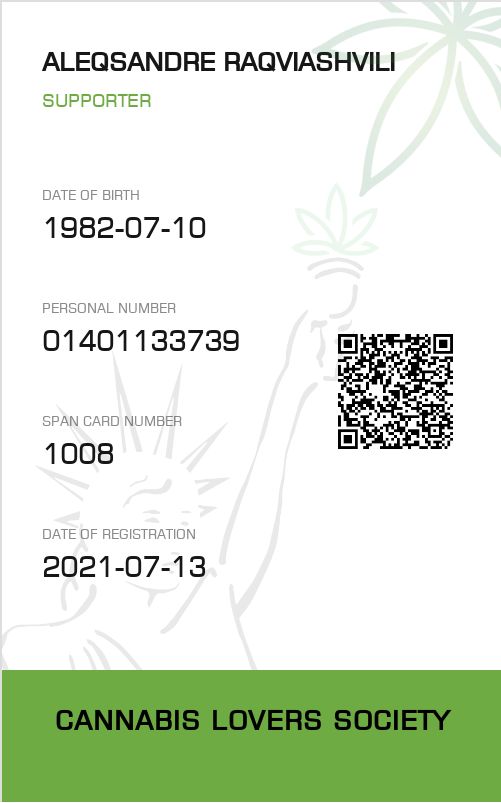 ALEQSANDRE RAQVIASHVILI
SUPPORTER
DATE OF BIRTH
1982-07-10
PERSONAL NUMBER
01401133739
SPAN CARD NUMBER
1008
DATE OF REGISTRATION
2021-07-13
CANNABIS LOVERS SOCIETY